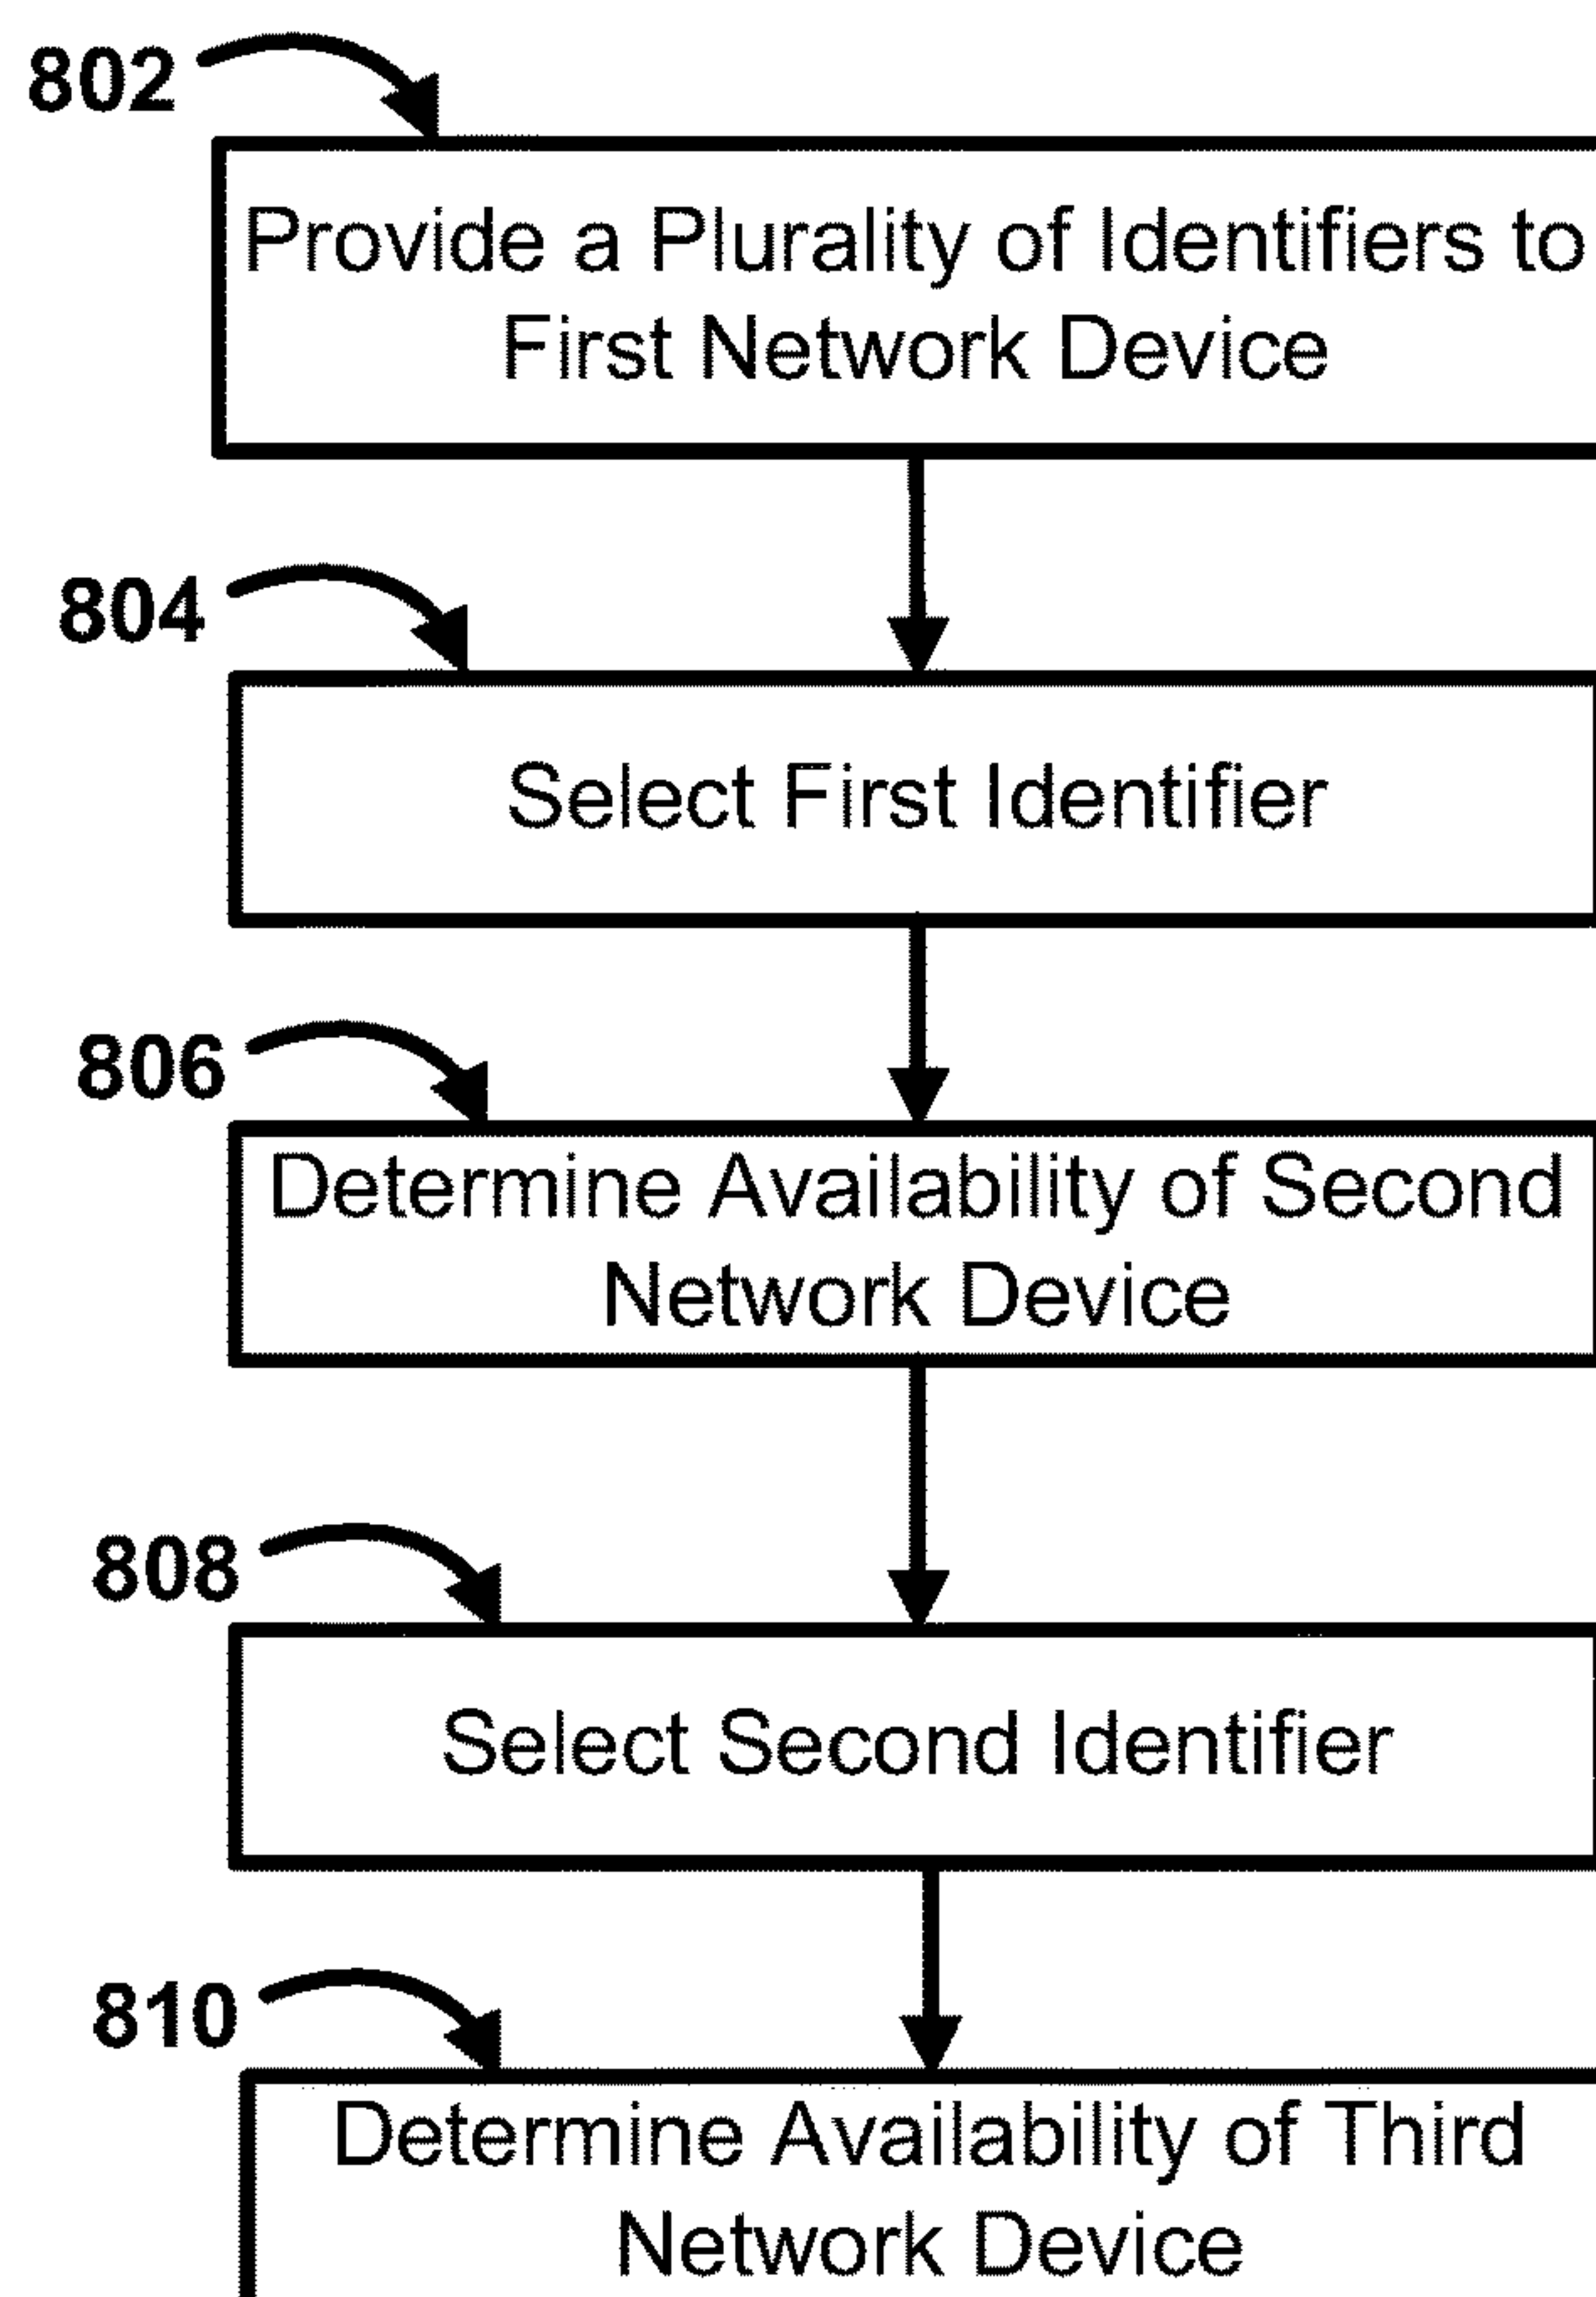 802
Provide a Plurality of Identifiers to
First Network Device
804
Select First Identifier
806
Determine Availability of Second
Network Device
808
Select Second Identifier
810
Determine Availability of Third
Network Device